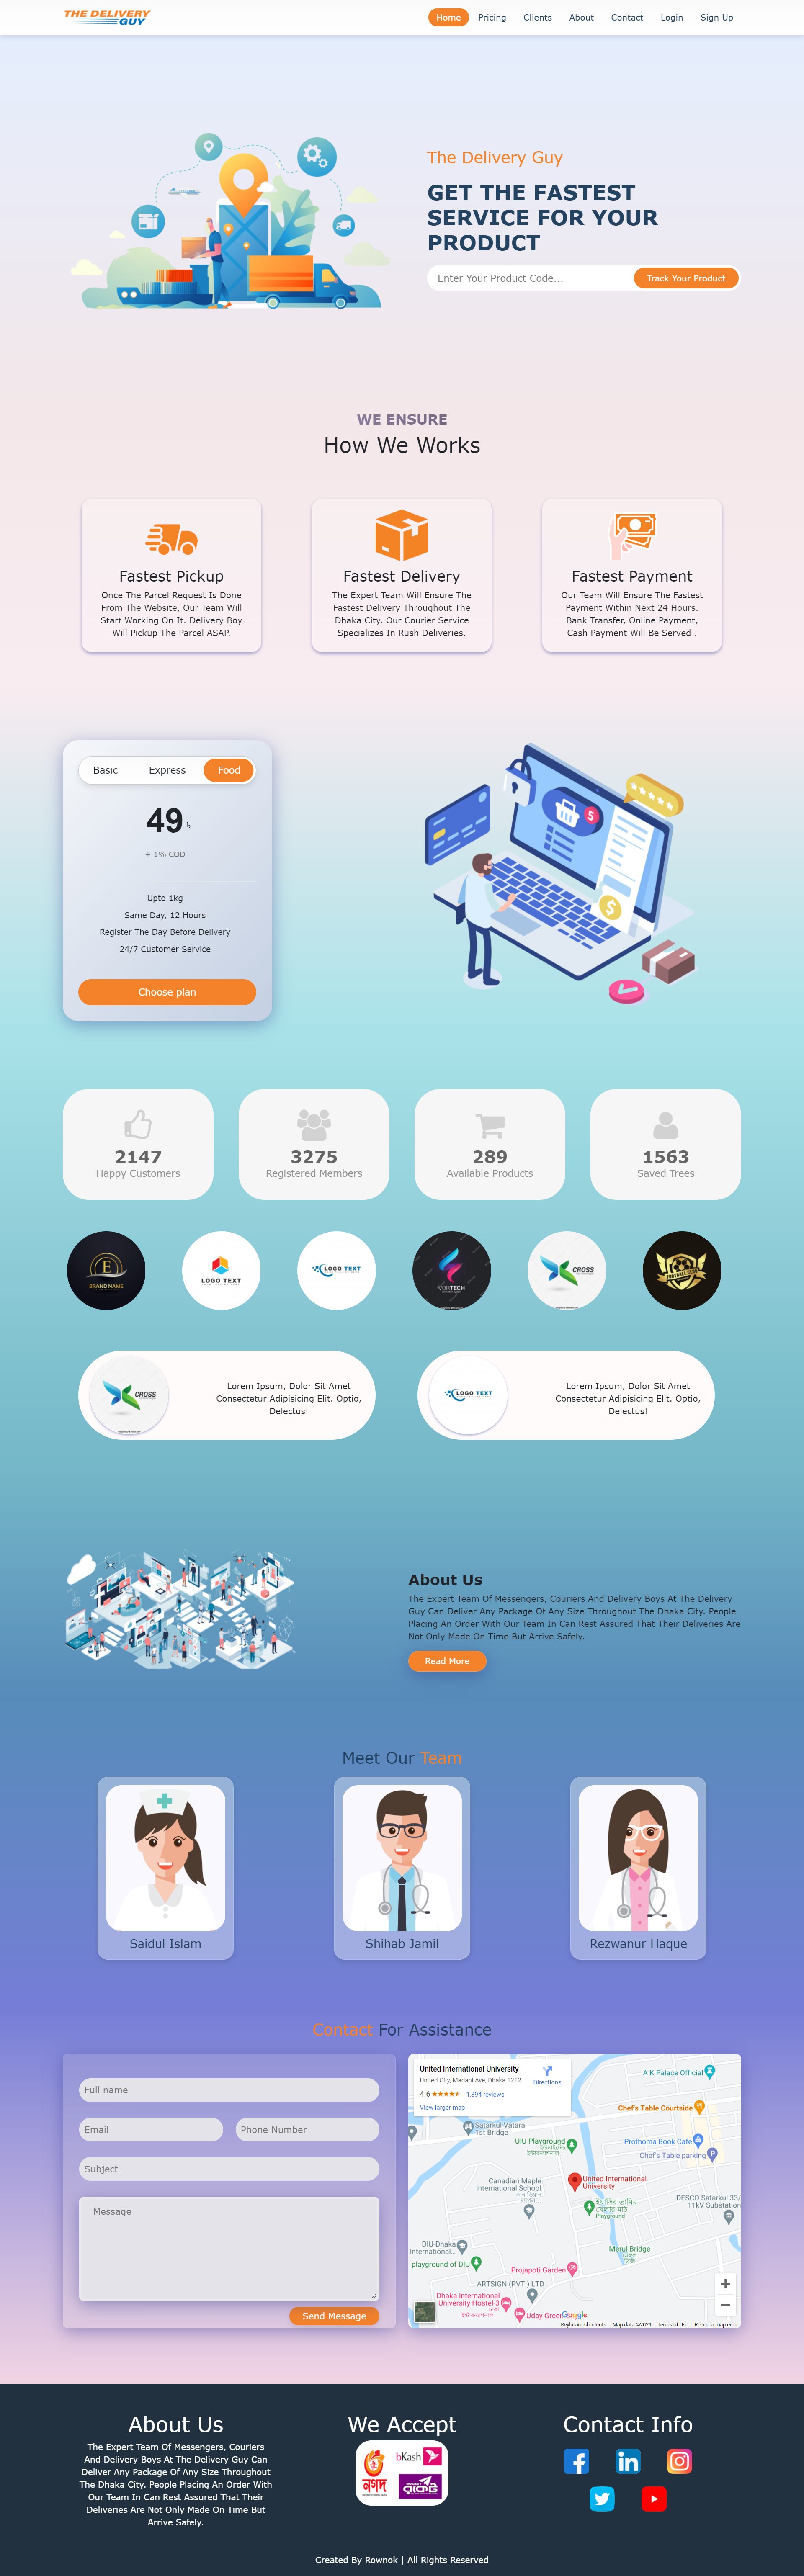 THE DELIVERY
GUY
Home
Pricing
Clients
About
Contact
Login
Sign Up
The Delivery Guy
GET THE FASTEST
SERVICE FOR YOUR
PRODUCT
Enter Your Product Code...
Track Your Product
WE ENSURE
How We Works
Fastest Pickup
Once The Parcel Request Is Done
From The Website, Our Team Will
Start Working On It. Delivery Boy
Will Pickup The Parcel ASAP.
Fastest Delivery
The Expert Team Will Ensure The
Fastest Delivery Throughout The
Dhaka City. Our Courier Service
Specializes In Rush Deliveries.
Fastest Payment
Our Team Will Ensure The Fastest
Payment Within Next 24 Hours.
Bank Transfer, Online Payment,
Cash Payment Will Be Served .
Basic
Express
Food
49 ৳
+ 1% COD
Upto 1kg
Same Day, 12 Hours
Register The Day Before Delivery
24/7 Customer Service
Choose plan
2147
Happy Customers
3275
Registered Members
289
Available Products
1563
Saved Trees
E
BRAND NAME
LOGO TEXT
LOGO TEXT
VORTECH
CROSS
FOOTBALL CLUB
CROSS
Lorem Ipsum, Dolor Sit Amet
Consectetur Adipisicing Elit. Optio,
Delectus!
LOGO TEXT
Lorem Ipsum, Dolor Sit Amet
Consectetur Adipisicing Elit. Optio,
Delectus!
About Us
The Expert Team Of Messengers, Couriers And Delivery Boys At The Delivery
Guy Can Deliver Any Package Of Any Size Throughout The Dhaka City. People
Placing An Order With Our Team In Can Rest Assured That Their Deliveries Are
Not Only Made On Time But Arrive Safely.
Read More
Meet Our Team
Saidul Islam
Shihab Jamil
Rezwanur Haque
Contact For Assistance
Full name
Email
Phone Number
Subject
Message
Send Message
United International University
United City, Madani Ave, Dhaka 1212
Directions
4.6
1,394 reviews
View larger map
A K Palace Official
Chef's Table Courtside
Satarkul Vatara
1st Bridge
UIU Playground
ইউআইইউ
Prothoma Book Cafe
Chef's Table parking
Canadian Maple
International School
United International
University
DESCO Satarkul 33/
11kV Substation
Playground
DIU-Dhaka
International...
Merul Bridge
playground of DIU
Projapoti Garden
ARTSIGN (PVT.) LTD
Dhaka International
University Hostel-3
Uday Green
Google
Keyboard shortcuts
Map data ©2021
Terms of Use
Report a map error
About Us
The Expert Team Of Messengers, Couriers
And Delivery Boys At The Delivery Guy Can
Deliver Any Package Of Any Size Throughout
The Dhaka City. People Placing An Order With
Our Team In Can Rest Assured That Their
Deliveries Are Not Only Made On Time But
Arrive Safely.
We Accept
নগদ
bKash
রকেট
Contact Info
Created By Rownok | All Rights Reserved